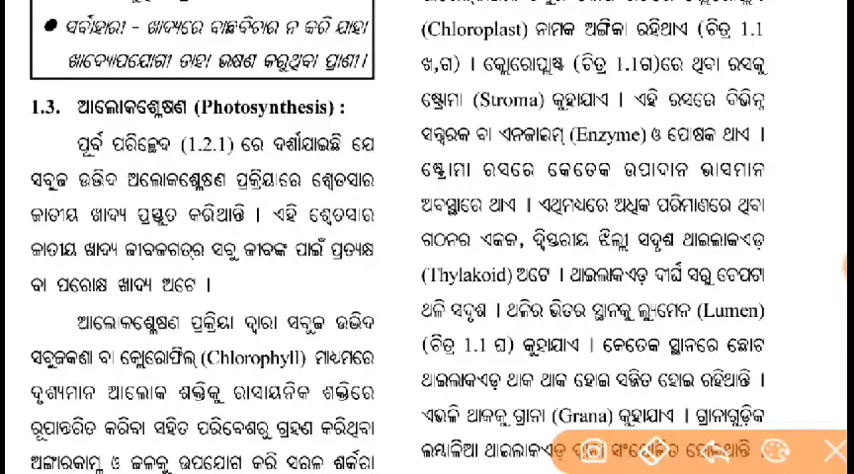 ● ସର୍ବାହାରୀ - ଖାଦ୍ୟରେ ବାଛବିଚାର ନ କରି ଯାହା
ଖାଦ୍ୟୋପଯୋଗୀ ତାହା ଭକ୍ଷଣ କରୁଥିବା ପ୍ରାଣୀ।
1.3. ଆଲୋକଶ୍ଳେଷଣ (Photosynthesis) :
ପୂର୍ବ ପରିଚ୍ଛେଦ (1.2.1) ରେ ଦର୍ଶାଯାଇଛି ଯେ
ସବୁଜ ଉଦ୍ଭିଦ ଅଲୋକଶ୍ଳେଷଣ ପ୍ରକ୍ରିୟାରେ ଶ୍ୱେତସାର
ଜାତୀୟ ଖାଦ୍ୟ ପ୍ରସ୍ତୁତ କରିଥାନ୍ତି । ଏହି ଶ୍ୱେତସାର
ଜାତୀୟ ଖାଦ୍ୟ ଜୀବଜଗତ୍‌ର ସବୁ ଜୀବଙ୍କ ପାଇଁ ପ୍ରତ୍ୟକ୍ଷ
ବା ପରୋକ୍ଷ ଖାଦ୍ୟ ଅଟେ ।
ଆଲୋକଶ୍ଳେଷଣ ପ୍ରକ୍ରିୟା ଦ୍ୱାରା ସବୁଜ ଉଦ୍ଭିଦ
ସବୁଜକଣା ବା କ୍ଲୋରୋଫିଲ୍ (Chlorophyll) ମାଧ୍ୟମରେ
ଦୃଶ୍ୟମାନ ଆଲୋକ ଶକ୍ତିକୁ ରାସାୟନିକ ଶକ୍ତିରେ
ରୂପାନ୍ତରିତ କରିବା ସହିତ ପରିବେଶରୁ ଗ୍ରହଣ କରିଥିବା
ଅଙ୍ଗାରକାମ୍ଳ ଓ ଜଳକୁ ଉପଯୋଗ କରି ସରଳ ଶର୍କରା
(Chloroplast) ନାମକ ଅଙ୍ଗିକା ରହିଥାଏ (ଚିତ୍ର 1.1
ଖ,ଗ) । କ୍ଲୋରୋପ୍ଲାଷ୍ଟ (ଚିତ୍ର 1.1ଗ)ରେ ଥିବା ରସକୁ
ଷ୍ଟ୍ରୋମା (Stroma) କୁହାଯାଏ । ଏହି ରସରେ ବିଭିନ୍ନ
ସନ୍ତ୍ୱରକ ବା ଏନଜାଇମ୍ (Enzyme) ଓ ପୋଷକ ଥାଏ ।
ଷ୍ଟ୍ରୋମା ରସରେ କେତେକ ଉପାଦାନ ଭାସମାନ
ଅବସ୍ଥାରେ ଥାଏ । ଏଥିମଧ୍ୟରେ ଅଧିକ ପରିମାଣରେ ଥିବା
ଗଠନର ଏକକ, ଦ୍ୱିସ୍ତରୀୟ ଝିଲ୍ଲୀ ସଦୃଶ ଥାଇଲାକଏଡ଼
(Thylakoid) ଅଟେ । ଥାଇଲାକଏଡ଼ ଦୀର୍ଘ ସରୁ ଚେପଟା
ଥଳି ସଦୃଶ । ଥଳିର ଭିତର ସ୍ଥାନକୁ ଲ୍ୟୁମେନ (Lumen)
(ଚିତ୍ର 1.1 ଘ) କୁହାଯାଏ । କେତେକ ସ୍ଥାନରେ ଛୋଟ
ଥାଇଲାକଏଡ଼ ଥାକ ଥାକ ହୋଇ ସଜ୍ଜିତ ହୋଇ ରହିଥାନ୍ତି ।
ଏଭଳି ଥାକକୁ ଗ୍ରାନା (Grana) କୁହାଯାଏ । ଗ୍ରାନାଗୁଡ଼ିକ
ଲମ୍ବାଳିଆ ଥାଇଲାକଏଡ଼